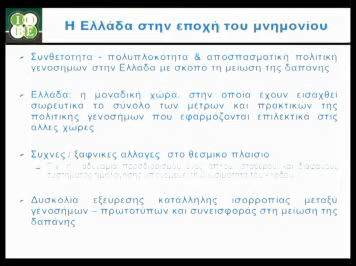 Η Ελλάδα στην εποχή του μνημονίου
Συνθετότητα - πολυπλοκότητα & αποσπασματική πολιτική
γενοσήμων στην Ελλάδα με σκοπό τη μείωση της δαπάνης
Ελλάδα: η μοναδική χώρα, στην οποία έχουν εισαχθεί
σωρευτικά το σύνολο των μέτρων και πρακτικών της
πολιτικής γενοσήμων που εφαρμόζονται επιλεκτικά στις
άλλες χώρες
Συχνές / ξαφνικές αλλαγές στο θεσμικό πλαίσιο
Δυσκολία εξεύρεσης κατάλληλης ισορροπίας μεταξύ
γενοσήμων – πρωτοτύπων και συνεισφοράς στη μείωση της
δαπάνης